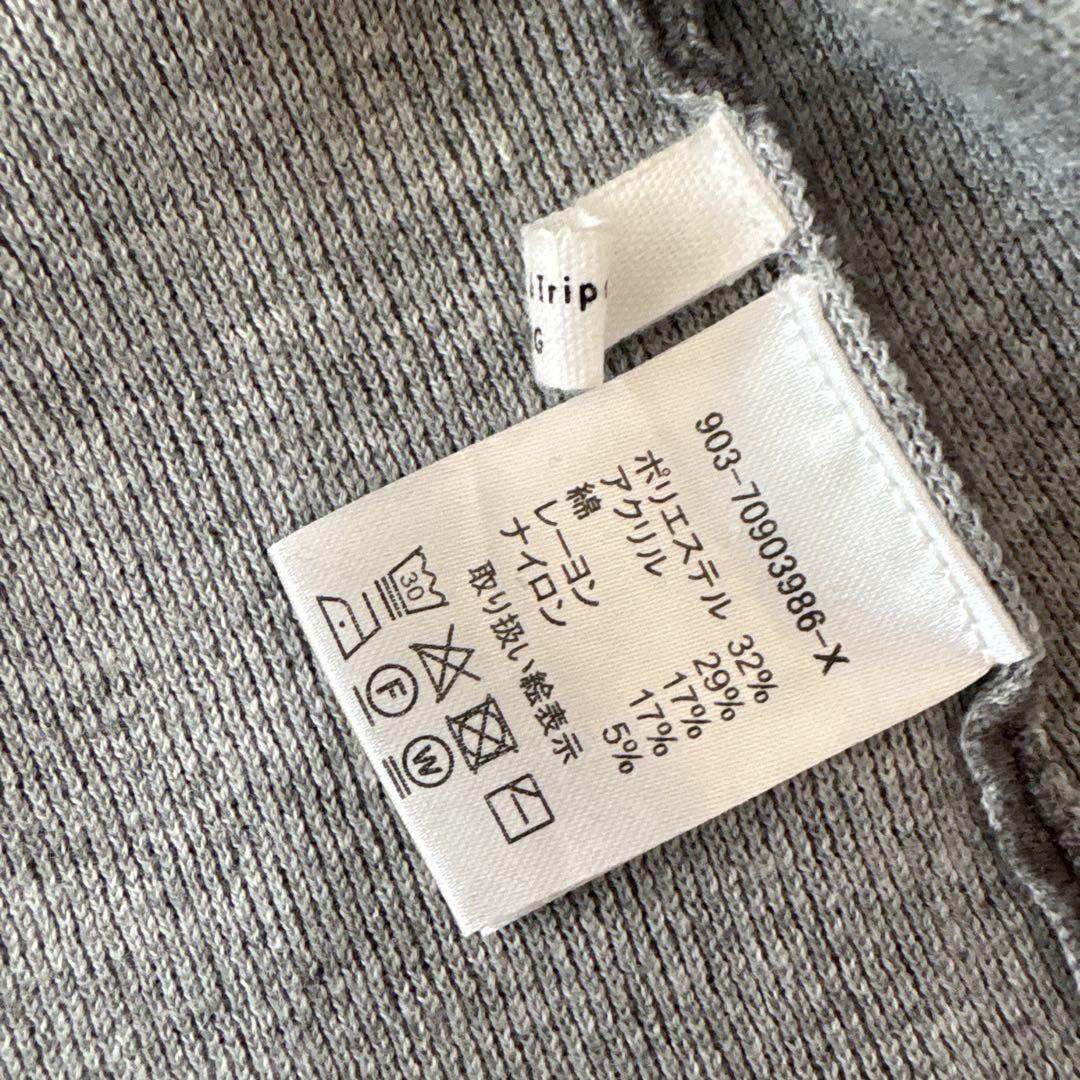 Trip
G
903-70903986-X
ポリエステル 32%
アクリル 29%
綿 17%
レーヨン 17%
ナイロン 5%
取り扱い絵表示
30
F
W